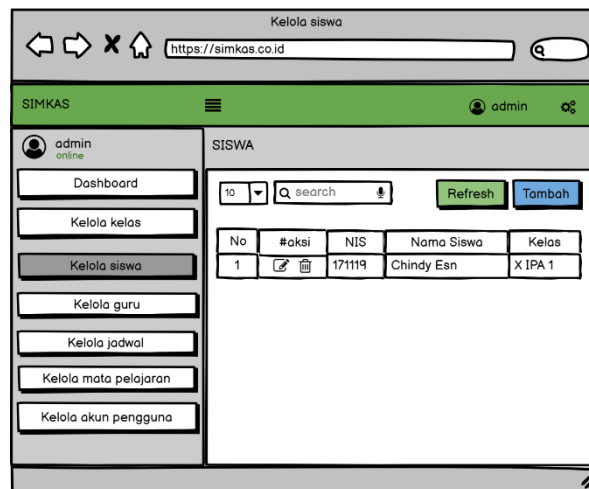 Kelola siswa
https://simkas.co.id
SIMKAS
admin
admin
online
SISWA
Dashboard
Kelola kelas
Kelola siswa
Kelola guru
Kelola jadwal
Kelola mata pelajaran
Kelola akun pengguna
10 search Refresh Tambah
No #aksi NIS Nama Siswa Kelas
1 171119 Chindy Esn X IPA 1